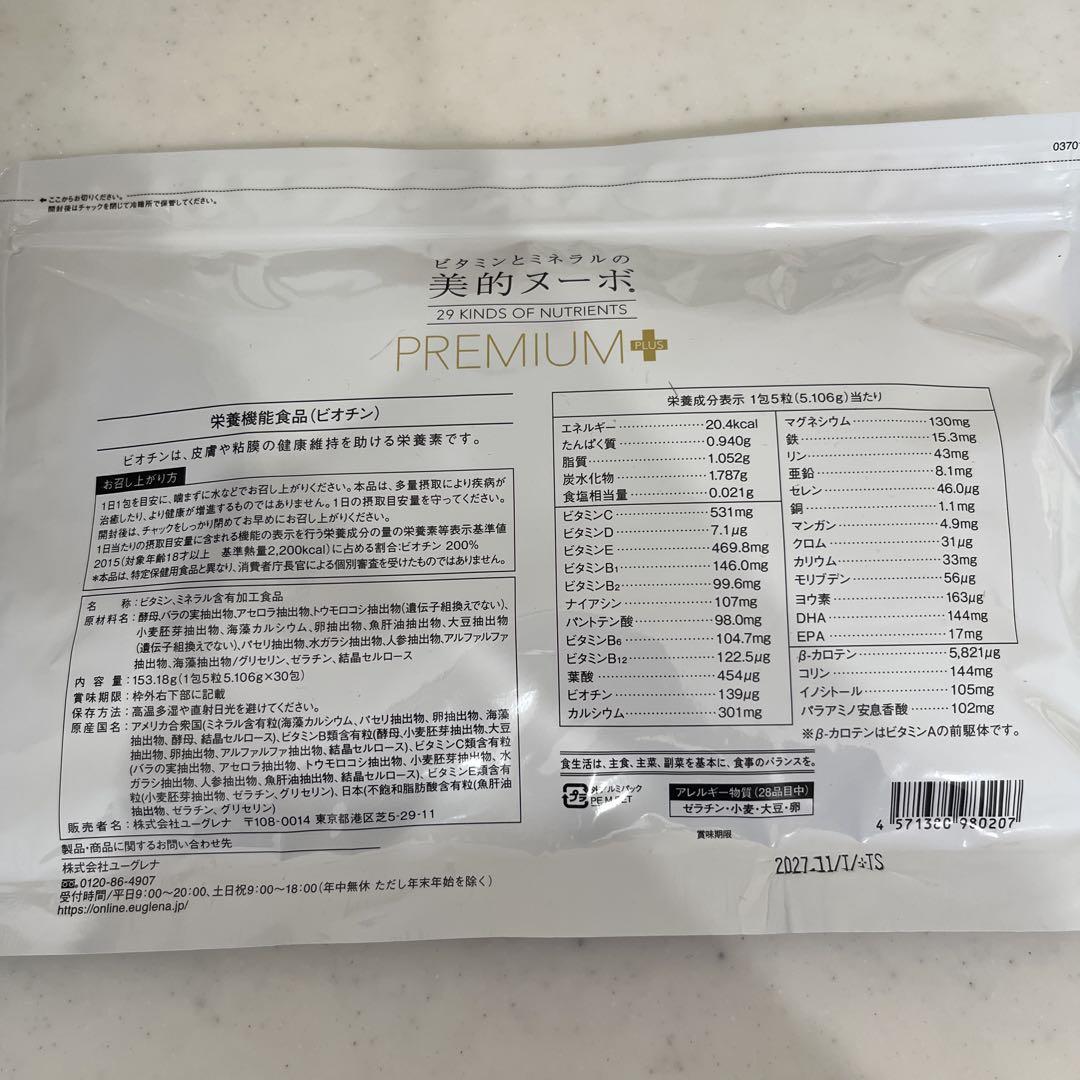 0370
←ここからお切りください。
開封後はチャックを閉じて冷暗所で保管してください。
ビタミンとミネラルの
美的ヌーボ®
29 KINDS OF NUTRIENTS
PREMIUM PLUS
栄養機能食品(ビオチン)
ビオチンは、皮膚や粘膜の健康維持を助ける栄養素です。
お召し上がり方
1日1包を目安に、噛まずに水などでお召し上がりください。本品は、多量摂取により疾病が
治癒したり、より健康が増進するものではありません。1日の摂取目安量を守ってください。
開封後は、チャックをしっかり閉めてお早めにお召し上がりください。
1日当たりの摂取目安量に含まれる機能の表示を行う栄養成分の量の栄養素等表示基準値
2015(対象年齢18才以上 基準熱量2,200kcal)に占める割合:ビオチン 200%
*本品は、特定保健用食品と異なり、消費者庁長官による個別審査を受けたものではありません。
名称:ビタミン、ミネラル含有加工食品
原材料名:酵母、バラの実抽出物、アセロラ抽出物、トウモロコシ抽出物(遺伝子組換えでない)、
小麦胚芽抽出物、海藻カルシウム、卵抽出物、魚肝油抽出物、大豆抽出物
(遺伝子組換えでない)、パセリ抽出物、水ガラシ抽出物、人参抽出物、アルファルファ
抽出物、海藻抽出物/グリセリン、ゼラチン、結晶セルロース
内容量:153.18g(1包5粒5.106g×30包)
賞味期限:枠外右下部に記載
保存方法:高温多湿や直射日光を避けてください。
原産国名:アメリカ合衆国(ミネラル含有粒(海藻カルシウム、パセリ抽出物、卵抽出物、海藻
抽出物、酵母、結晶セルロース)、ビタミンB類含有粒(酵母、小麦胚芽抽出物、大豆
抽出物、卵抽出物、アルファルファ抽出物、結晶セルロース)、ビタミンC類含有粒
(バラの実抽出物、アセロラ抽出物、トウモロコシ抽出物、小麦胚芽抽出物、水
ガラシ抽出物、人参抽出物、魚肝油抽出物、結晶セルロース)、ビタミンE類含有
粒(小麦胚芽抽出物、ゼラチン、グリセリン)、日本(不飽和脂肪酸含有粒(魚肝油
抽出物、ゼラチン、グリセリン)
販売者名:株式会社ユーグレナ 〒108-0014 東京都港区芝5-29-11
製品・商品に関するお問い合わせ先
株式会社ユーグレナ
0120-86-4907
受付時間/平日9:00〜20:00、土日祝9:00〜18:00(年中無休 ただし年末年始を除く)
https://online.euglena.jp/
栄養成分表示 1包5粒(5.106g)当たり
エネルギー…20.4kcal
たんぱく質…0.940g
脂質…1.052g
炭水化物…1.787g
食塩相当量…0.021g
ビタミンC…531mg
ビタミンD…7.1μg
ビタミンE…469.8mg
ビタミンB1…146.0mg
ビタミンB2…99.6mg
ナイアシン…107mg
パントテン酸…98.0mg
ビタミンB6…104.7mg
ビタミンB12…122.5μg
葉酸…454μg
ビオチン…139μg
カルシウム…301mg
マグネシウム…130mg
鉄…15.3mg
リン…43mg
亜鉛…8.1mg
セレン…46.0μg
銅…1.1mg
マンガン…4.9mg
クロム…31μg
カリウム…33mg
モリブデン…56μg
ヨウ素…163μg
DHA…144mg
EPA…17mg
β-カロテン…5,821μg
コリン…144mg
イノシトール…105mg
パラアミノ安息香酸…102mg
※β-カロテンはビタミンAの前駆体です。
食生活は、主食、主菜、副菜を基本に、食事のバランスを。
プラ
外:アルミパック
PE,M,PET
アレルギー物質(28品目中)
ゼラチン・小麦・大豆・卵
賞味期限
2027.11/